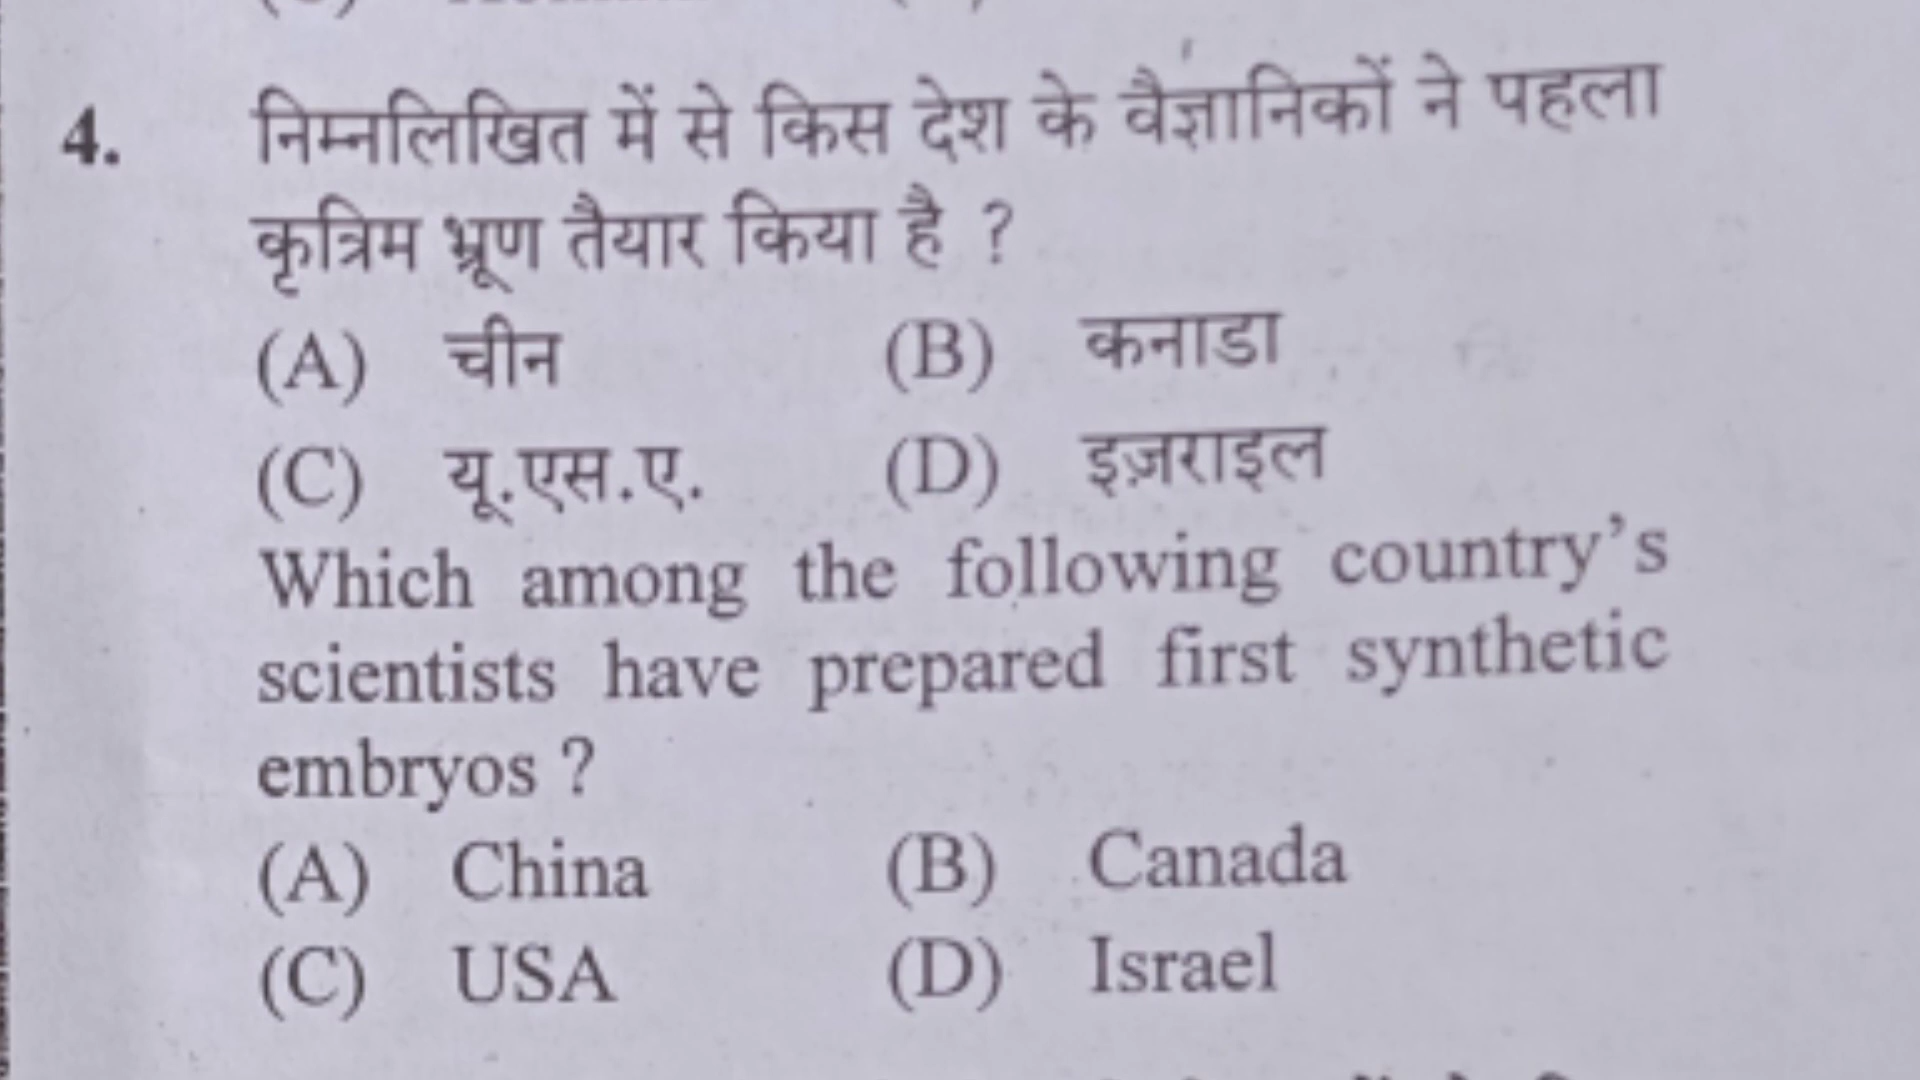 4. निम्नलिखित में से किस देश के वैज्ञानिकों ने पहला
कृत्रिम भ्रूण तैयार किया है ?
(A) चीन (B) कनाडा
(C) यू.एस.ए. (D) इज़राइल
Which among the following country’s
scientists have prepared first synthetic
embryos ?
(A) China (B) Canada
(C) USA (D) Israel